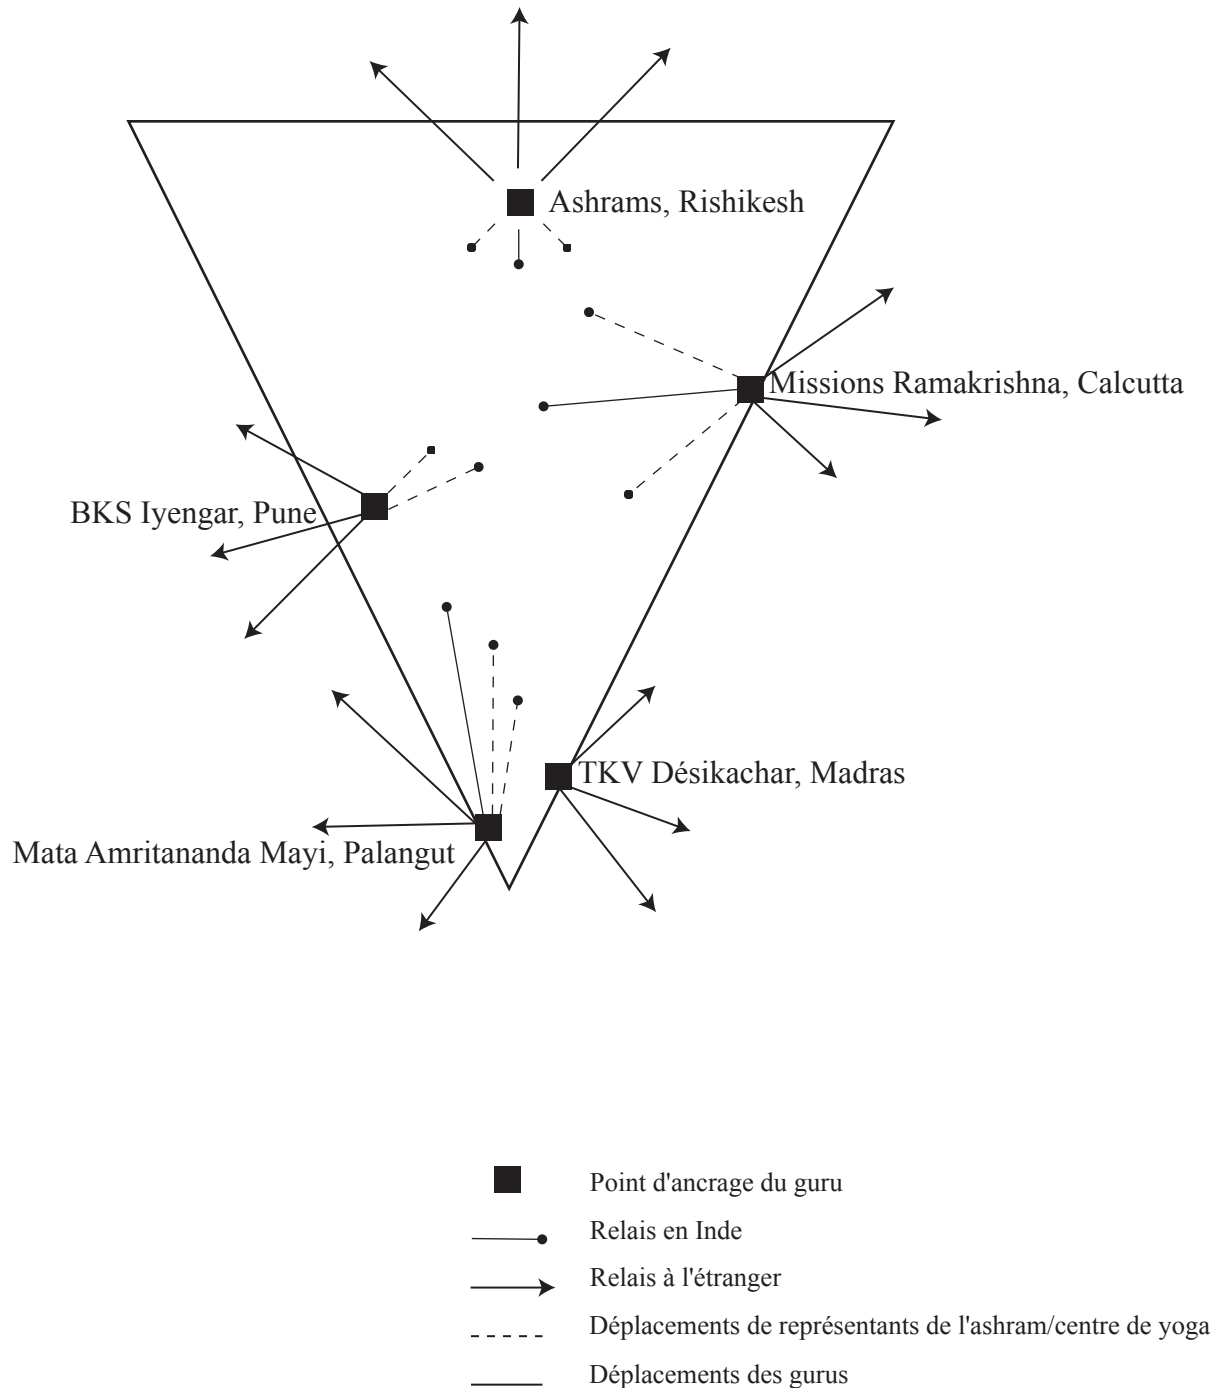 Ashrams, Rishikesh
Missions Ramakrishna, Calcutta
BKS Iyengar, Pune
TKV Désikachar, Madras
Mata Amritananda Mayi, Palangut
Point d'ancrage du guru
Relais en Inde
Relais à l'étranger
Déplacements de représentants de l'ashram/centre de yoga
Déplacements des gurus